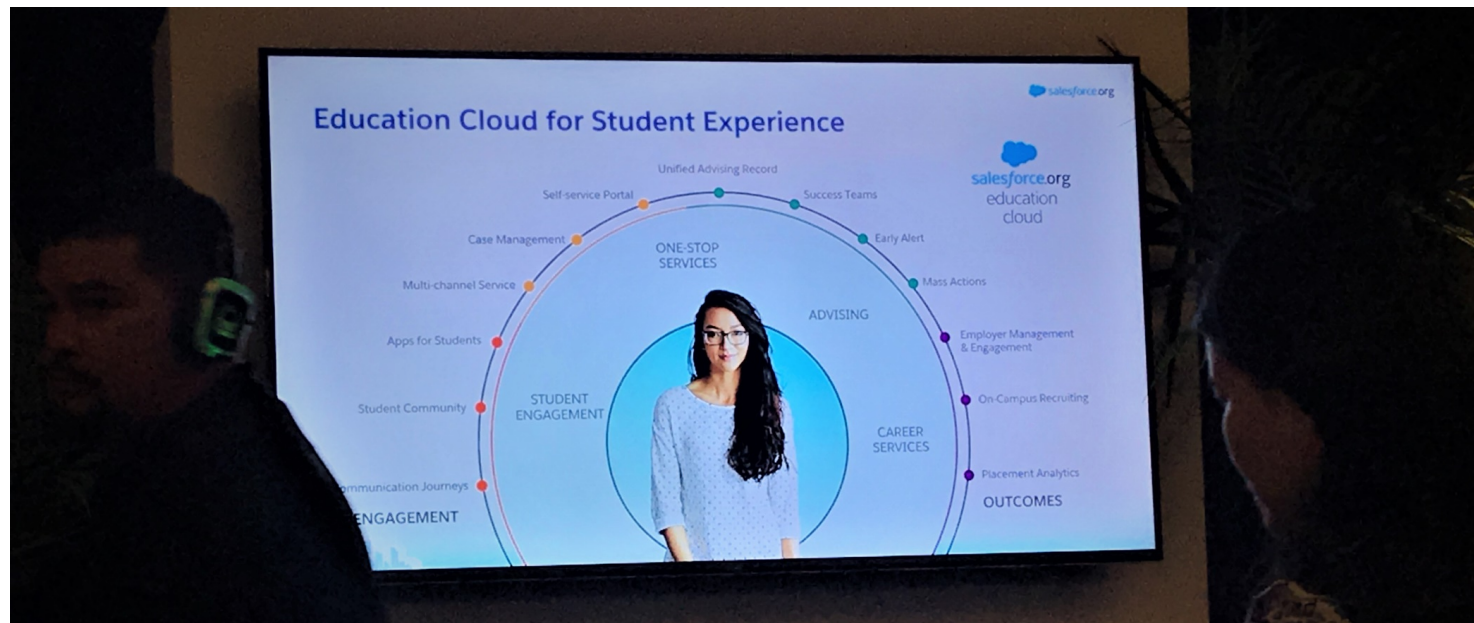 salesforce.org
Education Cloud for Student Experience
salesforce.org
education
cloud
Unified Advising Record
Self-service Portal
Success Teams
Case Management
Early Alert
ONE-STOP
SERVICES
Multi-channel Service
Mass Actions
ADVISING
Apps for Students
Employer Management
& Engagement
STUDENT
ENGAGEMENT
Student Community
On-Campus Recruiting
CAREER
SERVICES
Placement Analytics
ommunication Journeys
OUTCOMES
ENGAGEMENT